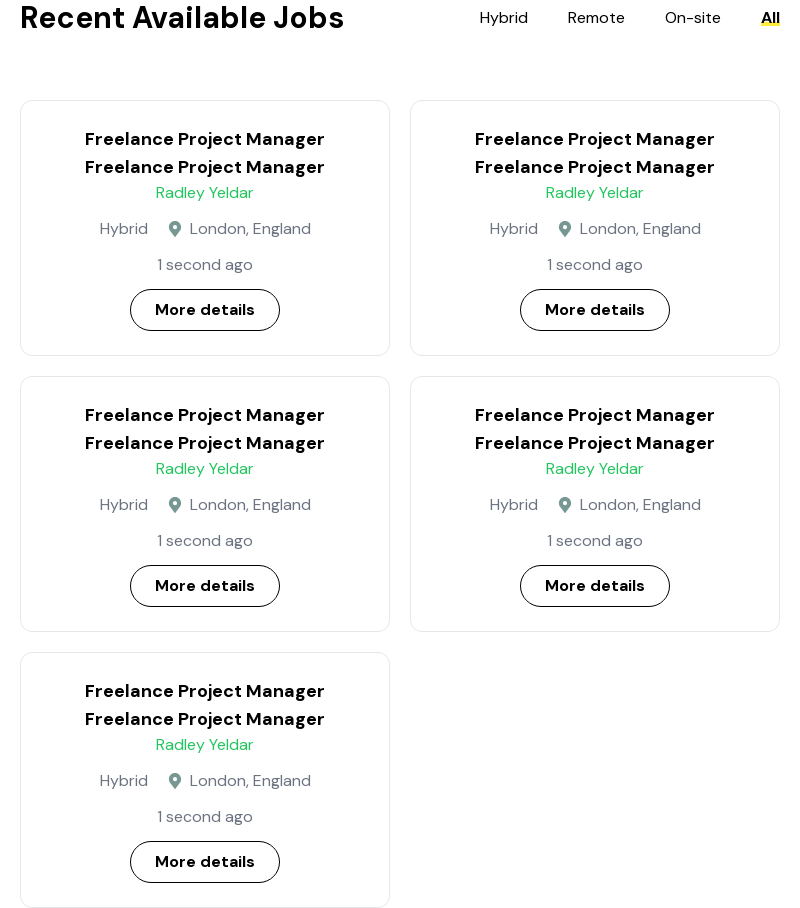 Recent Available Jobs
Hybrid Remote On-site All
Freelance Project Manager
Freelance Project Manager
Radley Yeldar
Hybrid London, England
1 second ago
More details
Freelance Project Manager
Freelance Project Manager
Radley Yeldar
Hybrid London, England
1 second ago
More details
Freelance Project Manager
Freelance Project Manager
Radley Yeldar
Hybrid London, England
1 second ago
More details
Freelance Project Manager
Freelance Project Manager
Radley Yeldar
Hybrid London, England
1 second ago
More details
Freelance Project Manager
Freelance Project Manager
Radley Yeldar
Hybrid London, England
1 second ago
More details